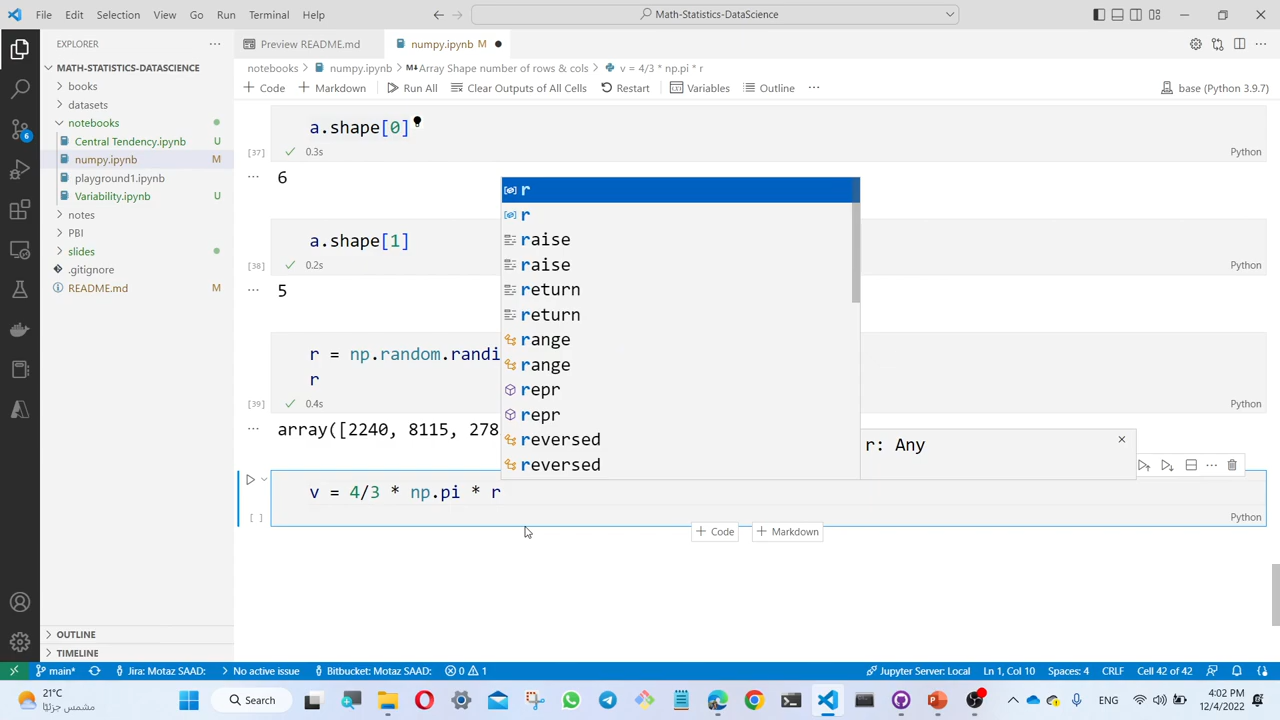 File Edit Selection View Go Run Terminal Help
Math-Statistics-DataScience
EXPLORER
MATH-STATISTICS-DATASCIENCE
books
datasets
notebooks
Central Tendency.ipynb U
numpy.ipynb M
playground1.ipynb
Variability.ipynb U
notes
PBI
slides
.gitignore
README.md M
OUTLINE
TIMELINE
Preview README.md
numpy.ipynb M
notebooks > numpy.ipynb > Array Shape number of rows & cols > v = 4/3 * np.pi * r
Code Markdown Run All Clear Outputs of All Cells Restart Variables Outline ...
base (Python 3.9.7)
a.shape[0]
[37] 0.3s Python
6
a.shape[1]
[38] 0.2s Python
5
r = np.random.randi
r
[39] 0.4s Python
array([2240, 8115, 278
r
r
raise
raise
return
return
range
range
repr
repr
reversed
reversed
r: Any
v = 4/3 * np.pi * r
[ ] Python
Code Markdown
main* Jira: Motaz SAAD: No active issue Bitbucket: Motaz SAAD: 0 1
Jupyter Server: Local Ln 1, Col 10 Spaces: 4 CRLF Cell 42 of 42
21°C
مشمس جزئيًا
Search
ENG
4:02 PM
12/4/2022